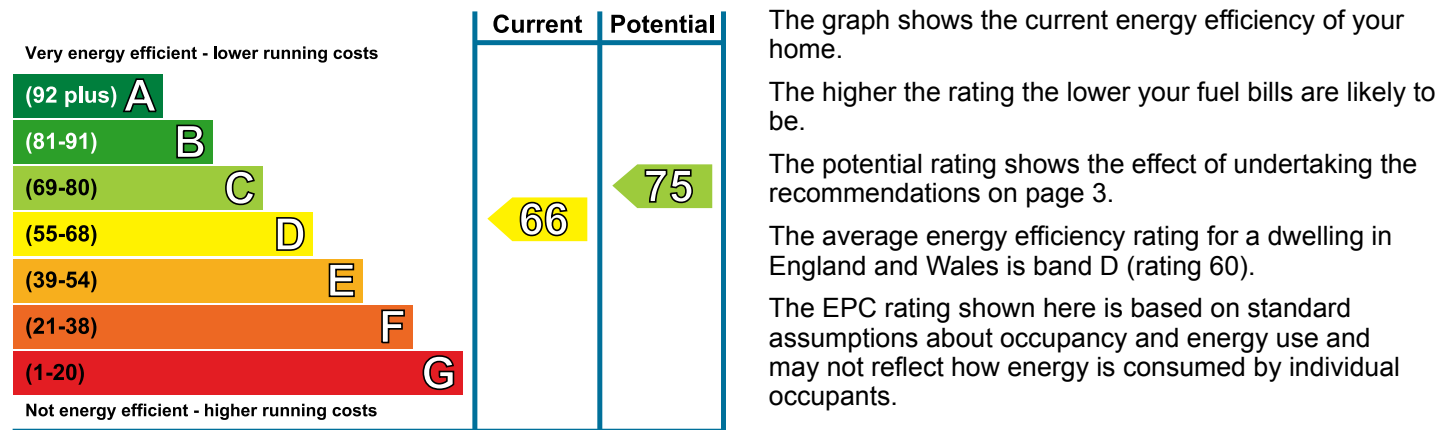 Current Potential
Very energy efficient - lower running costs
(92 plus) A
(81-91) B
(69-80) C
(55-68) D
(39-54) E
(21-38) F
(1-20) G
Not energy efficient - higher running costs
66
75
The graph shows the current energy efficiency of your
home.
The higher the rating the lower your fuel bills are likely to
be.
The potential rating shows the effect of undertaking the
recommendations on page 3.
The average energy efficiency rating for a dwelling in
England and Wales is band D (rating 60).
The EPC rating shown here is based on standard
assumptions about occupancy and energy use and
may not reflect how energy is consumed by individual
occupants.